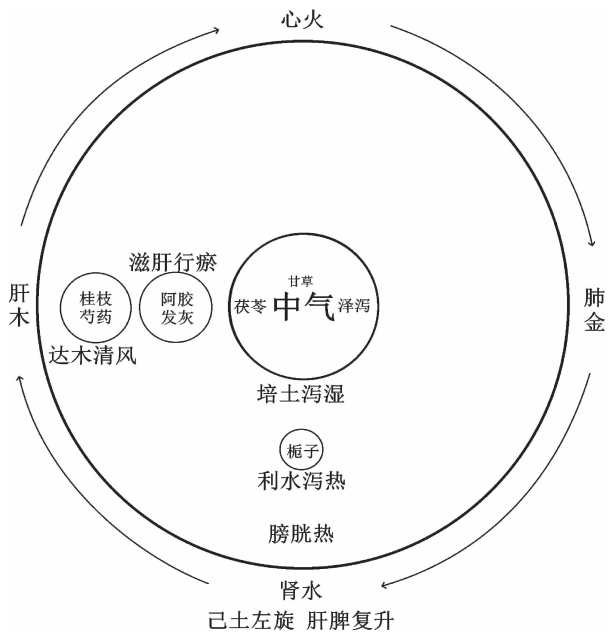 心火
滋肝行瘀
肝木
桂枝
芍药
阿胶
发灰
甘草
茯苓 中气 泽泻
肺金
达木清风
培土泻湿
栀子
利水泻热
膀胱热
肾水
己土左旋 肝脾复升